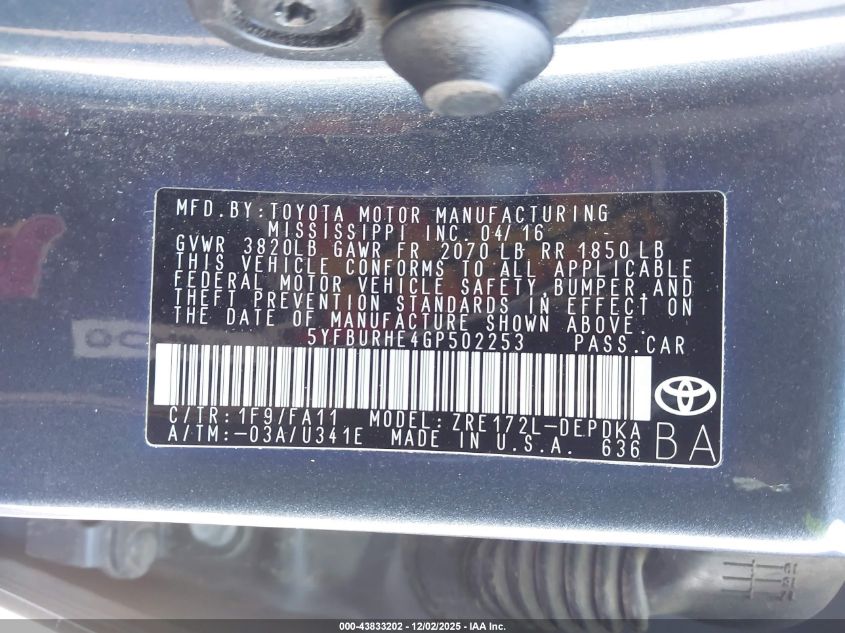 MFD.BY:TOYOTA MOTOR MANUFACTURING
MISSISSIPPI INC. 04/16
GVWR 3820LB GAWR FR 2070 LB RR 1850 LB
THIS VEHICLE CONFORMS TO ALL APPLICABLE
FEDERAL MOTOR VEHICLE SAFETY, BUMPER AND
THEFT PREVENTION STANDARDS IN EFFECT ON
THE DATE OF MANUFACTURE SHOWN ABOVE.
5YFBURHE4GP502253 PASS.CAR
C/TR:1F9/FA11 MODEL:ZRE172L-DEPDKA
A/TM:-03A/U341E MADE IN U.S.A. 636
BA
000-43833202 - 12/02/2025 - IAA Inc.